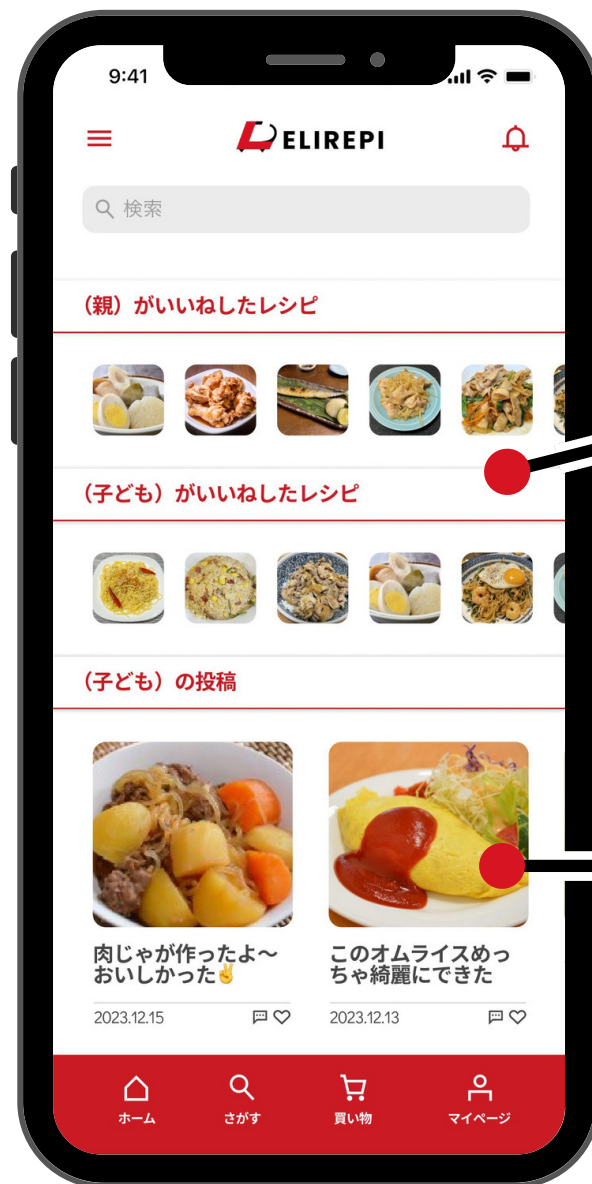 9:41
DELIREPI
検索
（親）がいいねしたレシピ
（子ども）がいいねしたレシピ
（子ども）の投稿
肉じゃが作ったよ〜
おいしかった✌️
2023.12.15
このオムライスめっ
ちゃ綺麗にできた
2023.12.13
ホーム
さがす
買い物
マイページ